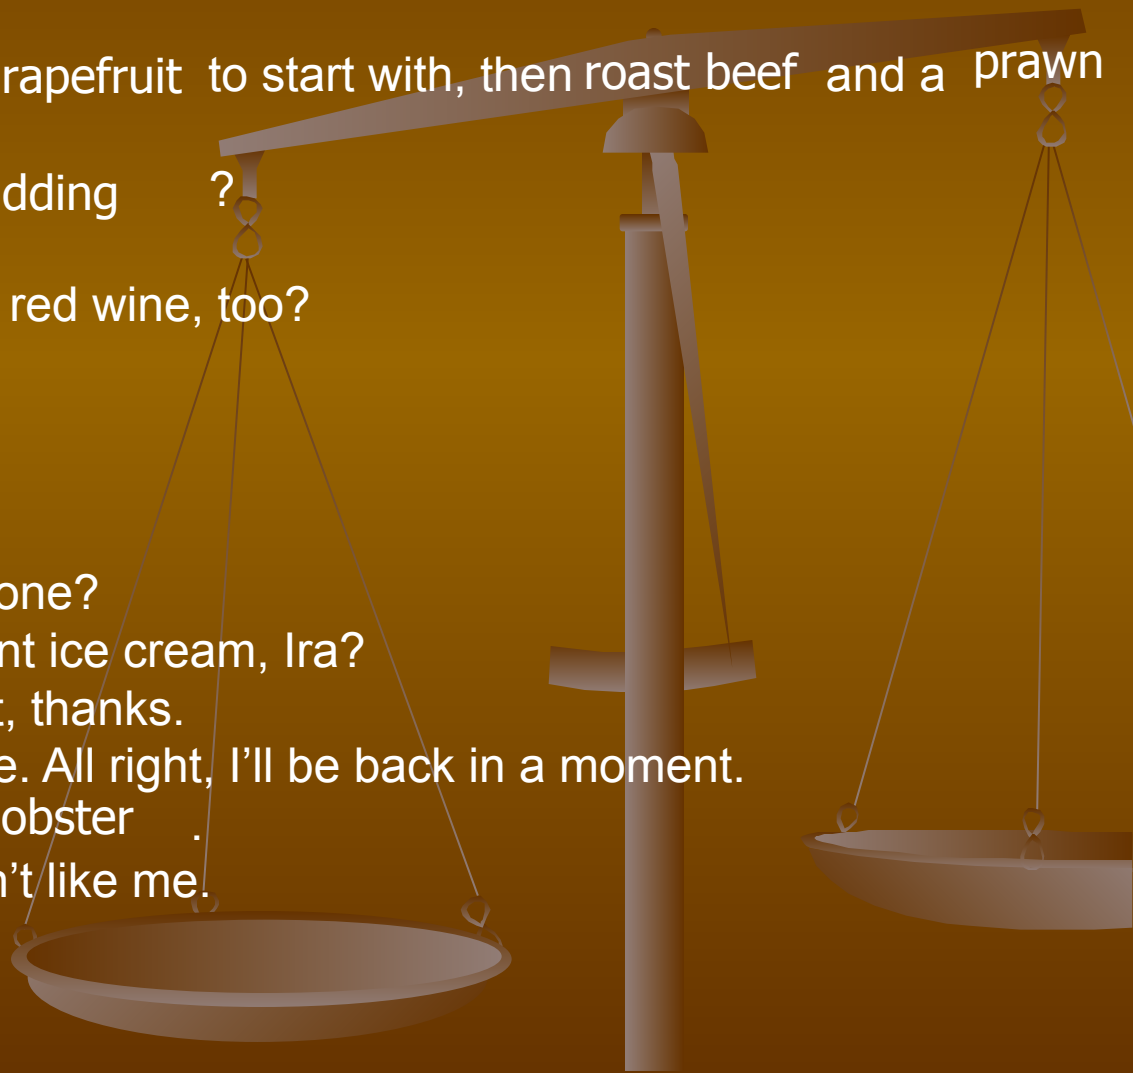 rapefruit to start with, then roast beef and a prawn
dding ?
red wine, too?
one?
nt ice cream, Ira?
t, thanks.
e. All right, I'll be back in a moment.
obster .
n't like me.